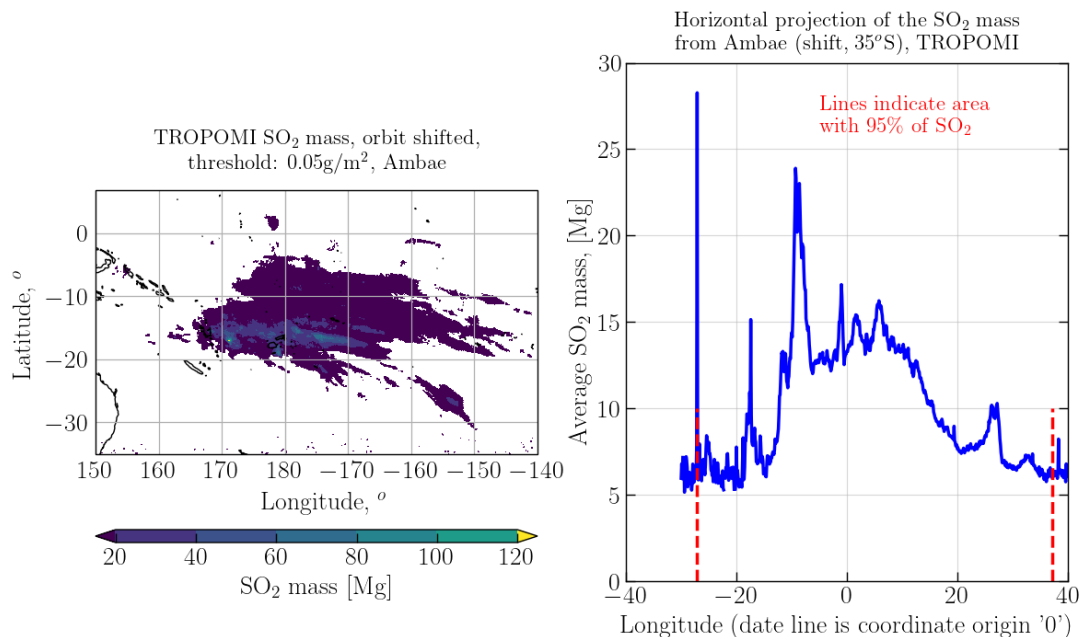 TROPOMI SO₂ mass, orbit shifted,
threshold: 0.05g/m², Ambae
Latitude, °
0
−10
−20
−30
150 160 170 180 −170 −160 −150 −140
Longitude, °
20 40 60 80 100 120
SO₂ mass [Mg]
Horizontal projection of the SO₂ mass
from Ambae (shift, 35°S), TROPOMI
Average SO₂ mass, [Mg]
30
25
20
15
10
5
0
Lines indicate area
with 95% of SO₂
−40 −20 0 20 40
Longitude (date line is coordinate origin '0')